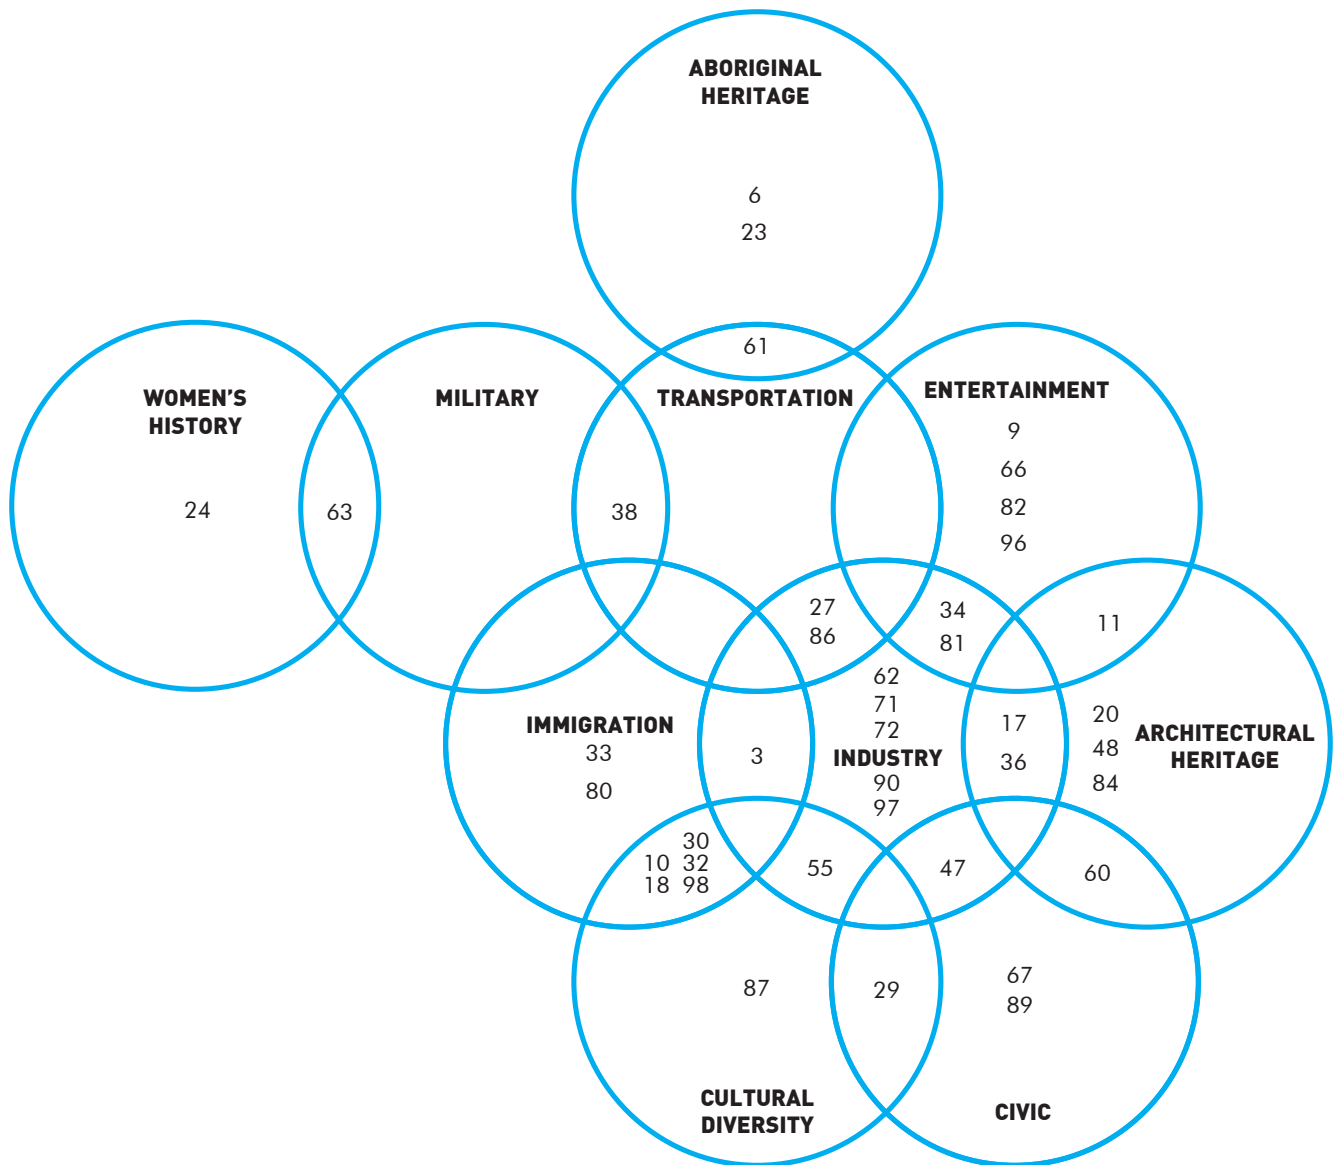 ABORIGINAL
HERITAGE
6
23
61
WOMEN'S
HISTORY
24
63
MILITARY
38
TRANSPORTATION
ENTERTAINMENT
9
66
82
96
27
86
34
81
11
62
71
72
INDUSTRY
90
97
IMMIGRATION
33
80
3
17
36
20
48
84
ARCHITECTURAL
HERITAGE
30
10 32
18 98
55
47
60
87
29
67
89
CULTURAL
DIVERSITY
CIVIC